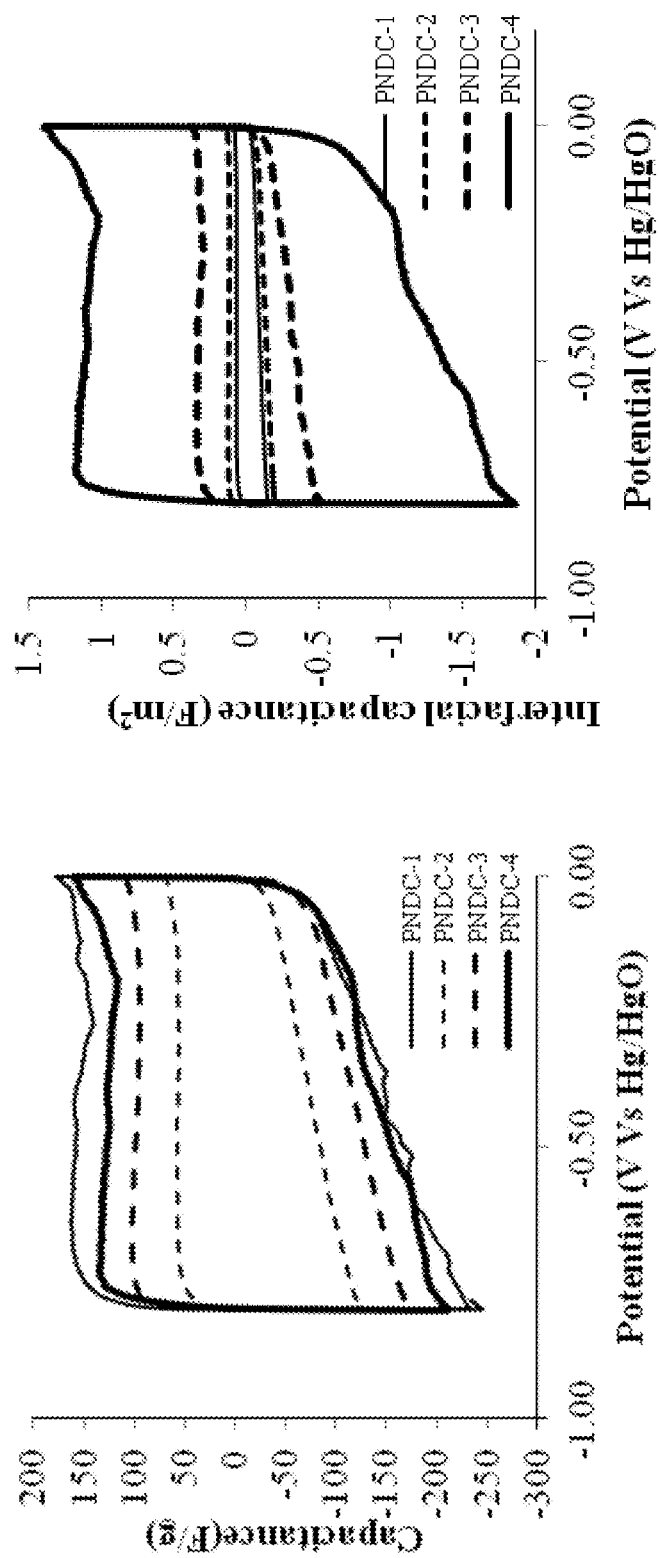 Capacitance(F/g)
200
150
100
50
0
-50
-100
-150
-200
-250
-300
-1.00
-0.50
0.00
Potential (V Vs Hg/HgO)
PNDC-1
PNDC-2
PNDC-3
PNDC-4
Interfacial capacitance (F/m²)
1.5
1
0.5
0
-0.5
-1
-1.5
-2
-1.00
-0.50
0.00
Potential (V Vs Hg/HgO)
PNDC-1
PNDC-2
PNDC-3
PNDC-4